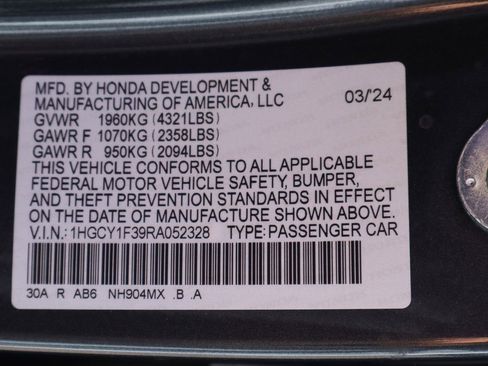 MFD. BY HONDA DEVELOPMENT &
MANUFACTURING OF AMERICA, LLC 03/'24
GVWR 1960KG (4321LBS)
GAWR F 1070KG (2358LBS)
GAWR R 950KG (2094LBS)
THIS VEHICLE CONFORMS TO ALL APPLICABLE
FEDERAL MOTOR VEHICLE SAFETY, BUMPER,
AND THEFT PREVENTION STANDARDS IN EFFECT
ON THE DATE OF MANUFACTURE SHOWN ABOVE.
V.I.N.: 1HGCY1F39RA052328 TYPE: PASSENGER CAR
30A R AB6 NH904MX .B .A